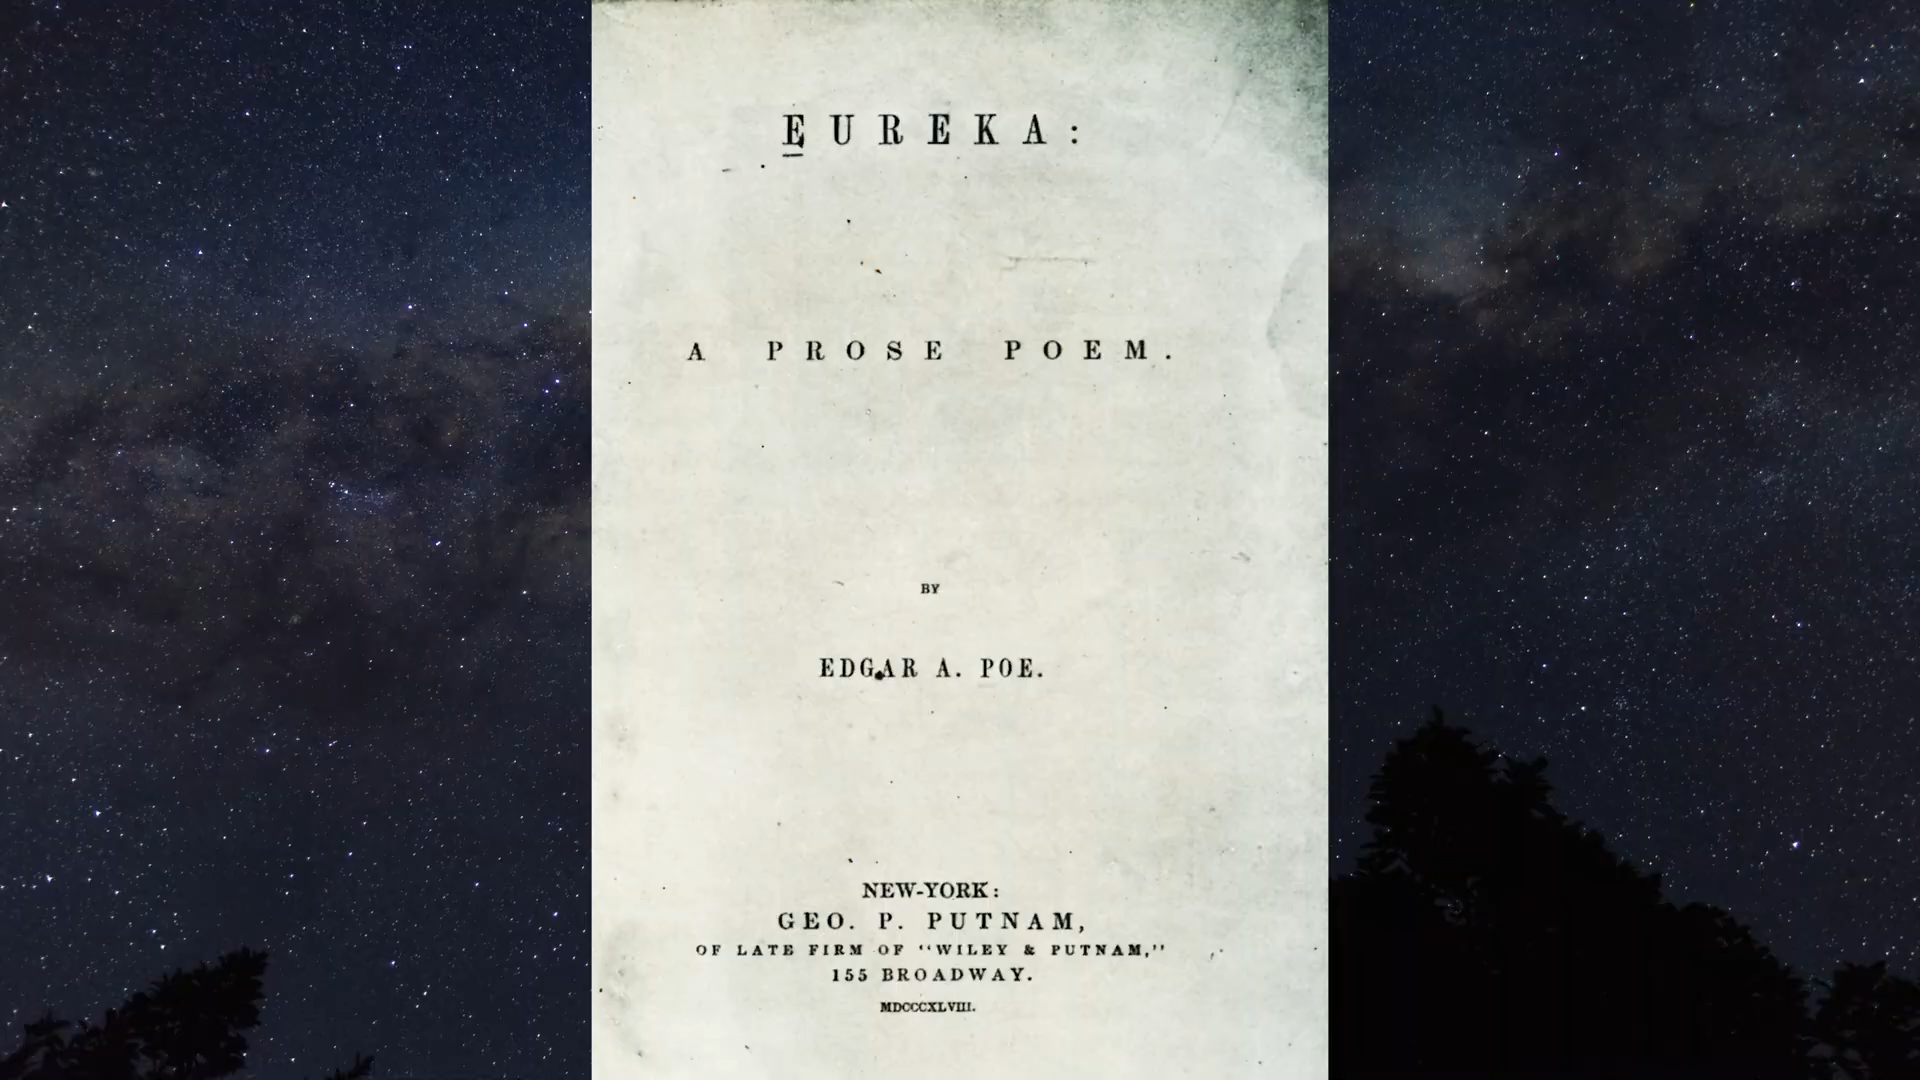 EUREKA:
A PROSE POEM.
BY
EDGAR A. POE.
NEW-YORK:
GEO. P. PUTNAM,
OF LATE FIRM OF “WILEY & PUTNAM,”
155 BROADWAY.
MDCCCXLVIII.